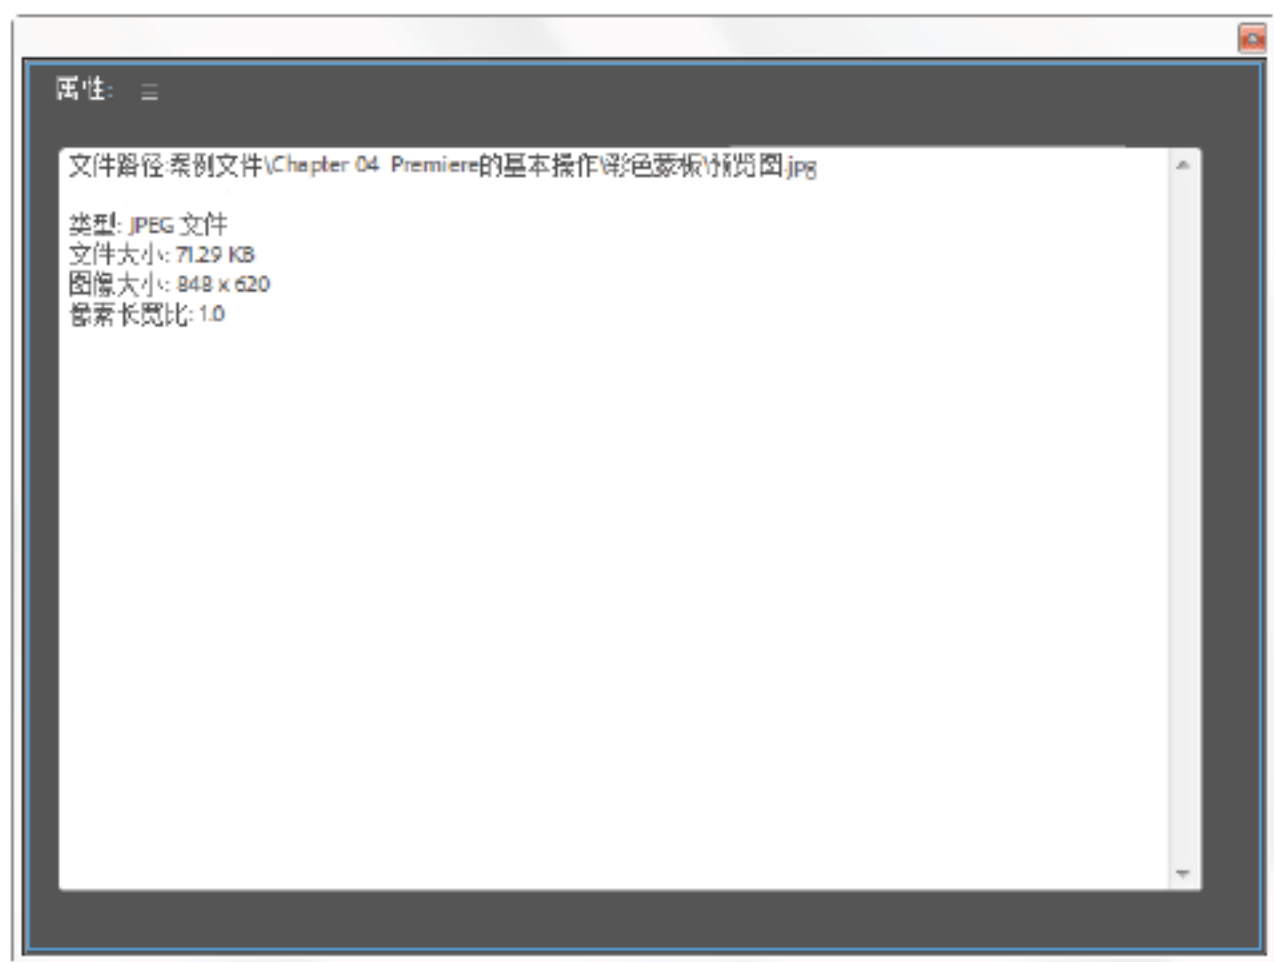 属性: ≡
文件路径:案例文件\Chapter 04 Premiere的基本操作\彩色蒙板\预览图.jpg
类型: JPEG 文件
文件大小: 71.29 KB
图像大小: 848 x 620
像素长宽比: 1.0